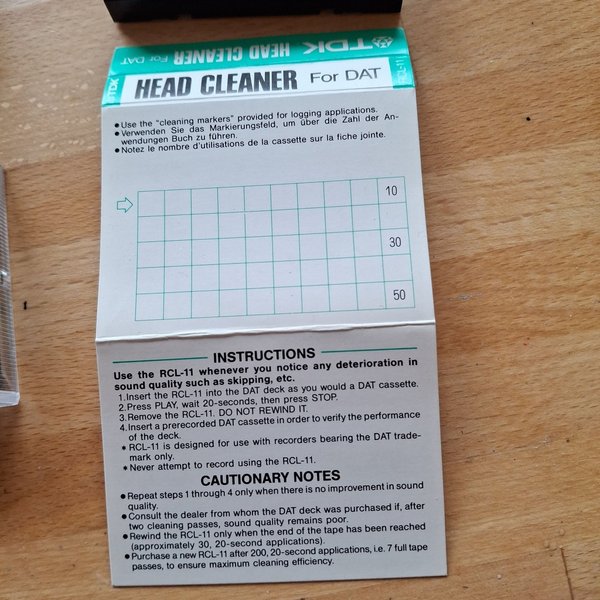 TDK HEAD CLEANER For DAT
TDK HEAD CLEANER For DAT RCL-11
● Use the "cleaning markers" provided for logging applications.
● Verwenden Sie das Markierungsfeld, um über die Zahl der An-
wendungen Buch zu führen.
● Notez le nombre d'utilisations de la cassette sur la fiche jointe.
10
30
50
INSTRUCTIONS
Use the RCL-11 whenever you notice any deterioration in
sound quality such as skipping, etc.
1.Insert the RCL-11 into the DAT deck as you would a DAT cassette.
2.Press PLAY, wait 20-seconds, then press STOP.
3.Remove the RCL-11. DO NOT REWIND IT.
4.Insert a prerecorded DAT cassette in order to verify the performance
of the deck.
* RCL-11 is designed for use with recorders bearing the DAT trade-
mark only.
* Never attempt to record using the RCL-11.
CAUTIONARY NOTES
● Repeat steps 1 through 4 only when there is no improvement in sound
quality.
● Consult the dealer from whom the DAT deck was purchased if, after
two cleaning passes, sound quality remains poor.
● Rewind the RCL-11 only when the end of the tape has been reached
(approximately 30, 20-second applications).
● Purchase a new RCL-11 after 200, 20-second applications, i.e. 7 full tape
passes, to ensure maximum cleaning efficiency.